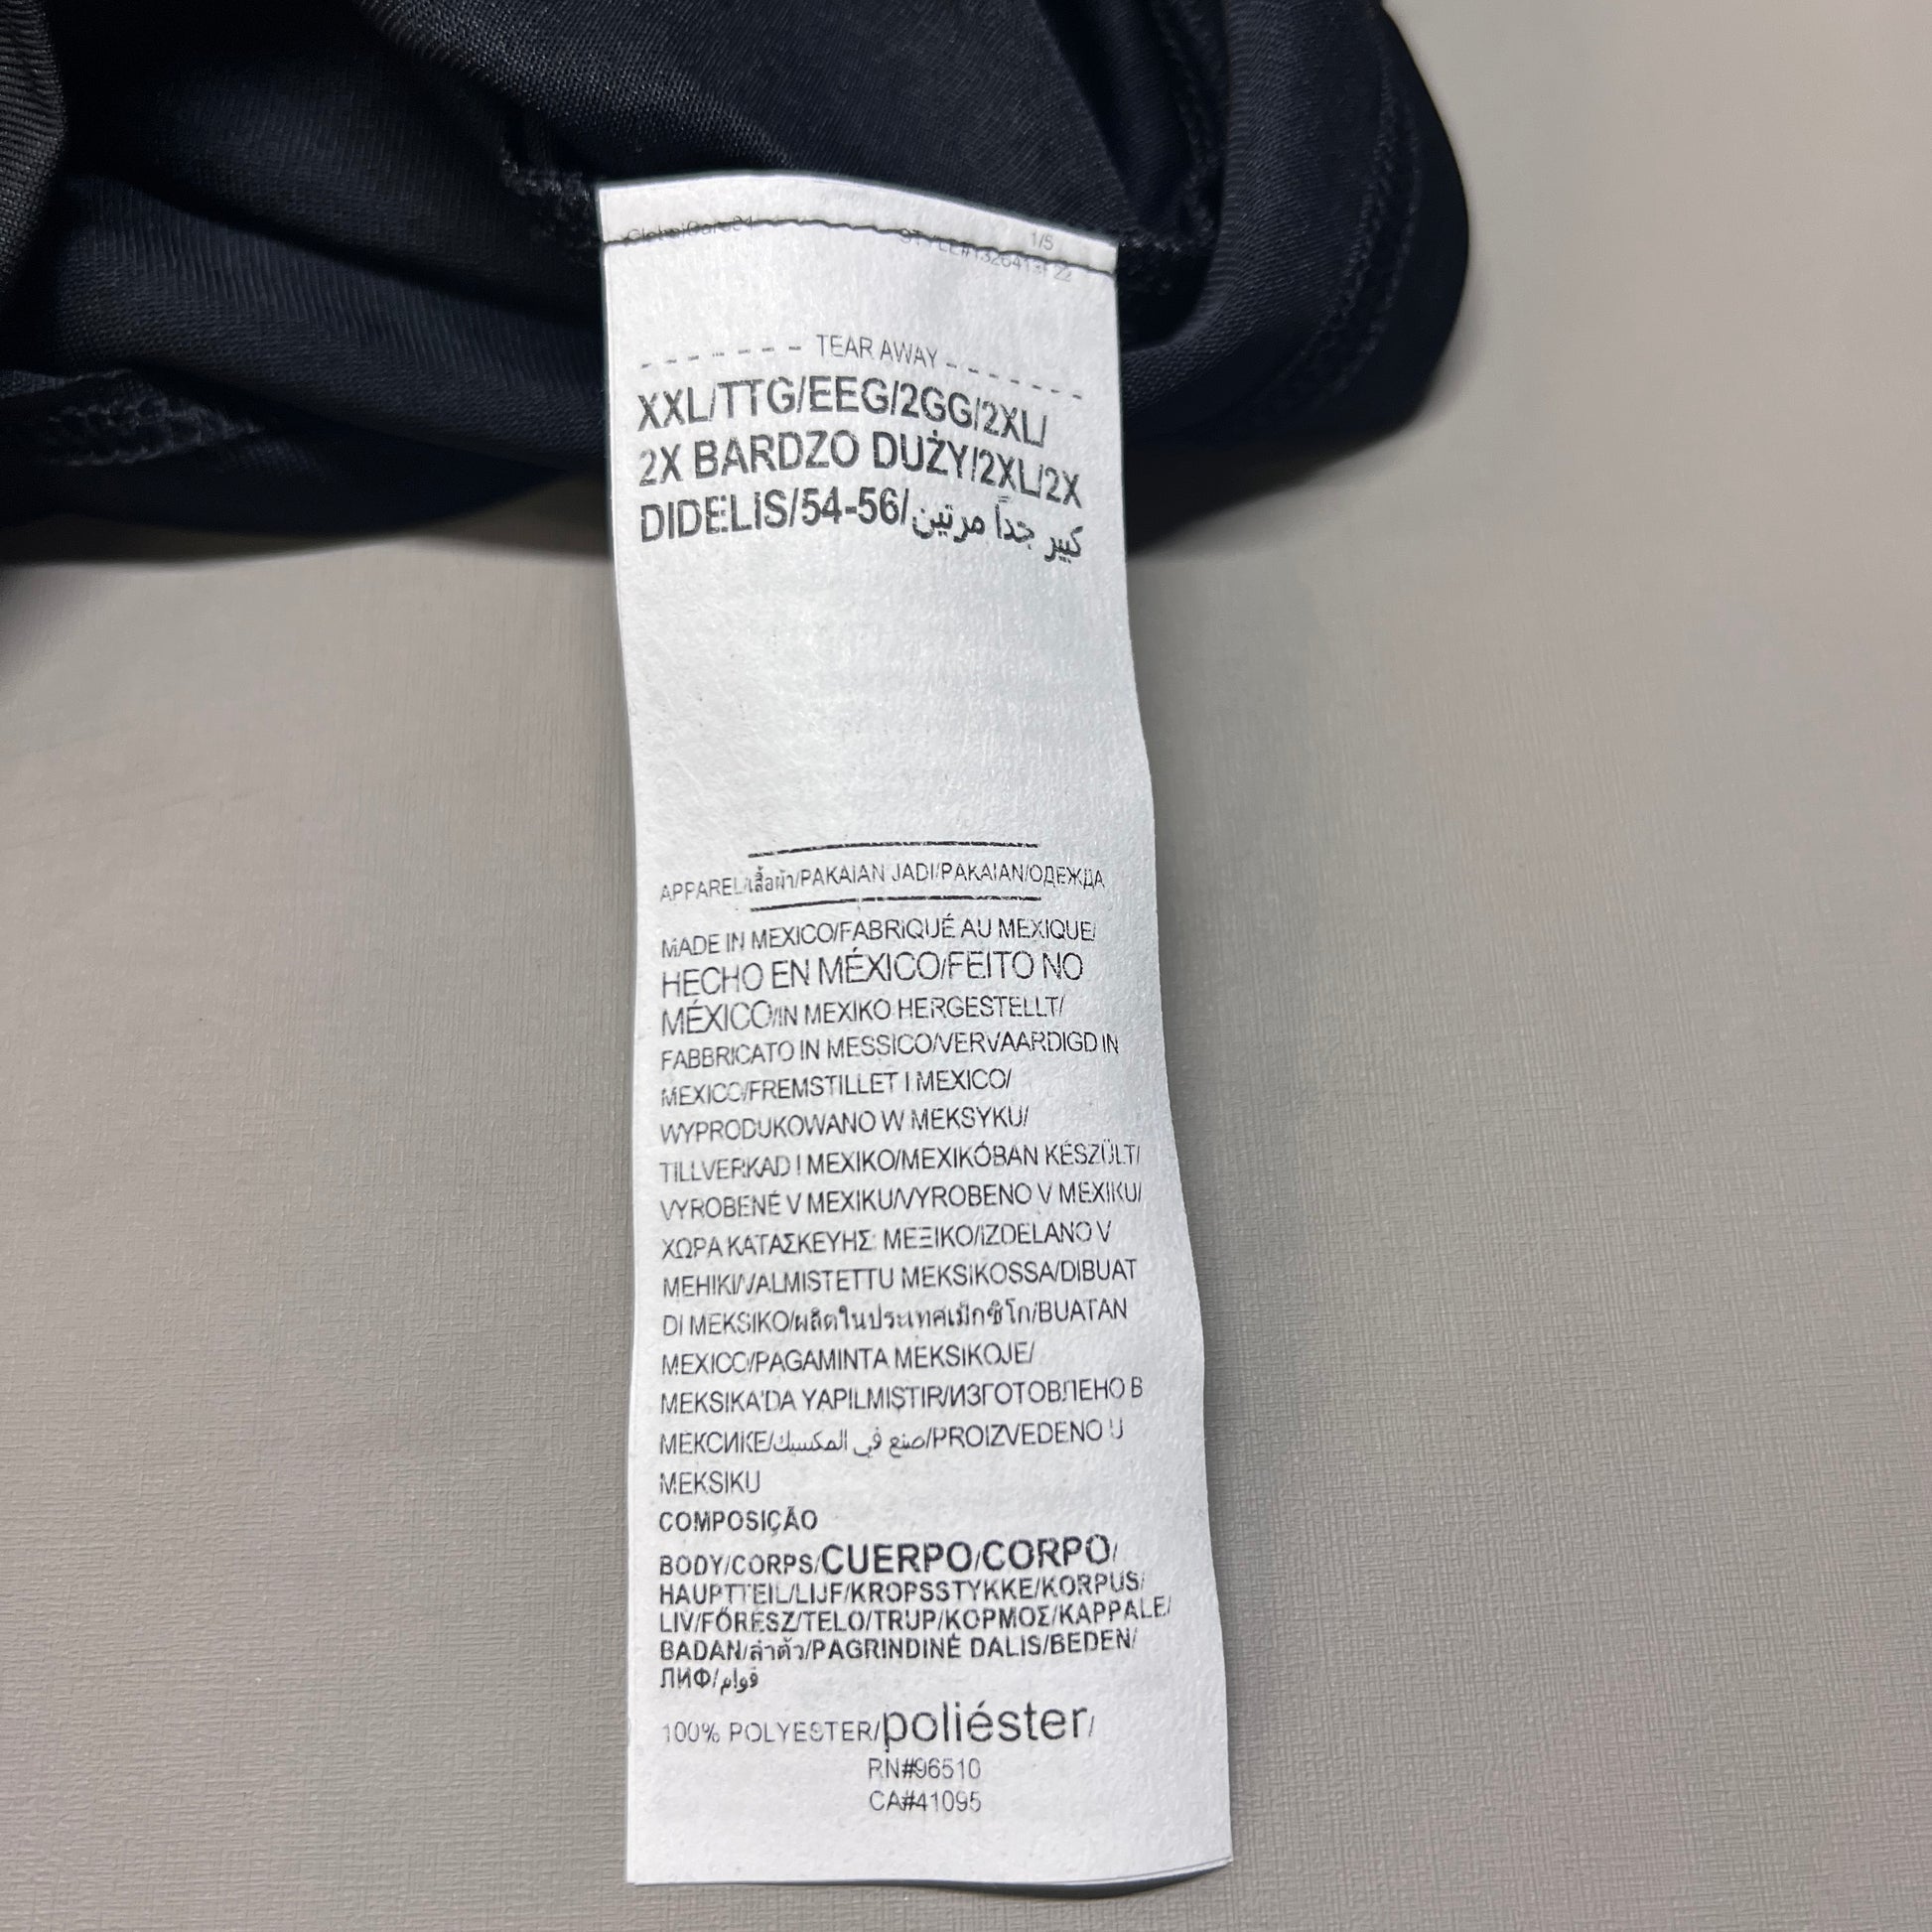 1/5
TEAR AWAY
XXL/TTG/EEG/2GG/2XL/
2X BARDZO DUŻY/2XL/2X
DIDELIS/54-56/كبير جداً مرتين
APPAREL/เสื้อผ้า/PAKAIAN JADI/PAKAIAN/ОДЕЖДА
MADE IN MEXICO/FABRIQUÉ AU MEXIQUE/
HECHO EN MÉXICO/FEITO NO
MÉXICO/IN MEXIKO HERGESTELLT/
FABBRICATO IN MESSICO/VERVAARDIGD IN
MEXICO/FREMSTILLET I MEXICO/
WYPRODUKOWANO W MEKSYKU/
TILLVERKAD I MEXIKO/MEXIKÓBAN KÉSZÜLT/
VYROBENÉ V MEXIKU/VYROBENO V MEXIKU/
ΧΩΡΑ ΚΑΤΑΣΚΕΥΗΣ: ΜΕΞΙΚΟ/IZDELANO V
MEHIKI/VALMISTETTU MEKSIKOSSA/DIBUAT
DI MEKSIKO/ผลิตในประเทศเม็กซิโก/BUATAN
MEXICO/PAGAMINTA MEKSIKOJE/
MEKSIKA'DA YAPILMIŞTIR/ИЗГОТОВЛЕНО В
МЕКСИКЕ/صنع في المكسيك/PROIZVEDENO U
MEKSIKU
COMPOSIÇÃO
BODY/CORPS/CUERPO/CORPO/
HAUPTTEIL/LIJF/KROPSSTYKKE/KORPUS/
LIV/FŐRÉSZ/TELO/TRUP/ΚΟΡΜΟΣ/KAPPALE/
BADAN/ลำตัว/PAGRINDINĖ DALIS/BEDEN/
ЛИФ/قوام
100% POLYESTER/poliéster/
RN#96510
CA#41095